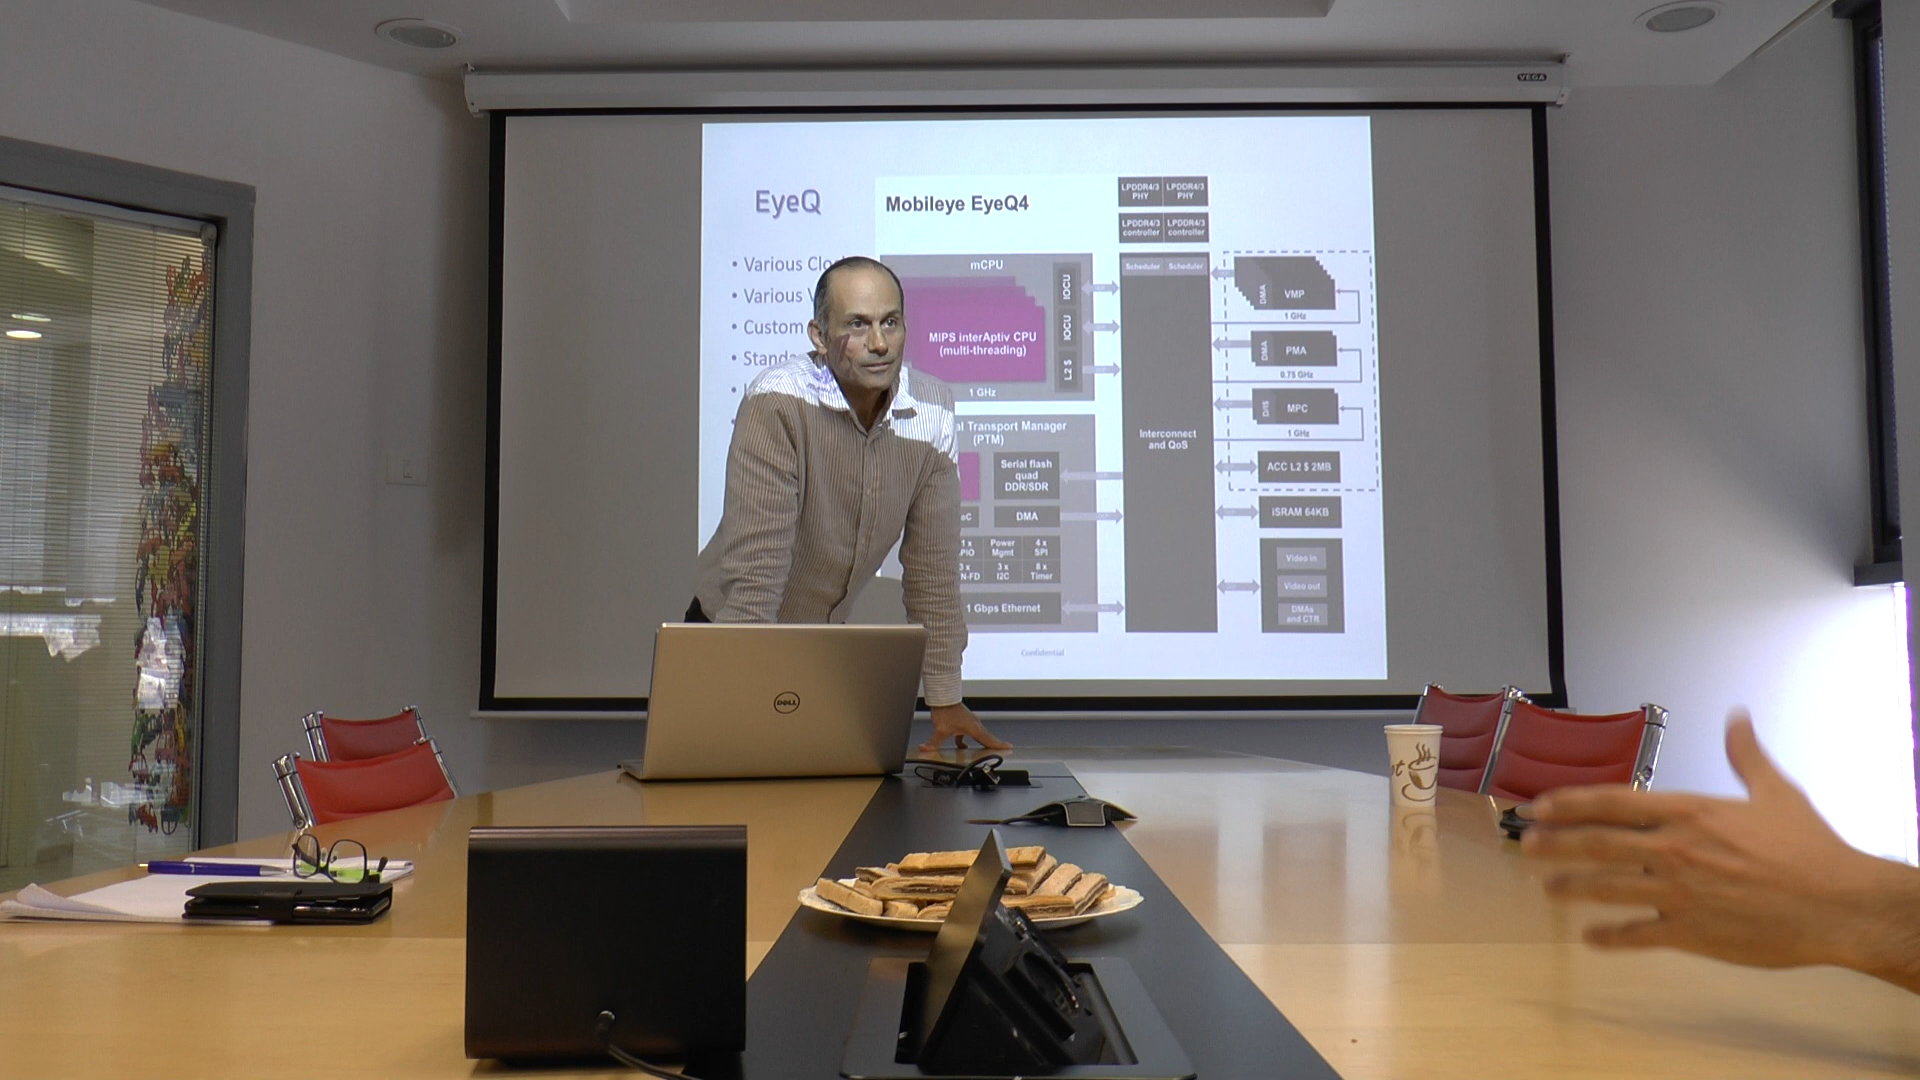 VEGA
EyeQ
Mobileye EyeQ4
• Various
• Various
• Custom
LPDDR4/3 PHY
LPDDR4/3 PHY
LPDDR4/3 controller
LPDDR4/3 controller
mCPU
MIPS interAptiv CPU
(multi-threading)
IOCU
IOCU
L2 $
1 GHz
Transport Manager
(PTM)
Serial flash
quad
DDR/SDR
DMA
Power
Mgmt
4 x
SPI
3 x
I2C
8 x
Timer
1 Gbps Ethernet
Scheduler Scheduler
Interconnect
and QoS
DMA
VMP
1 GHz
DMA
PMA
0.75 GHz
MPC
1 GHz
ACC L2 $ 2MB
iSRAM 64KB
Video in
Video out
DMAs
and CTR
Confidential
DELL